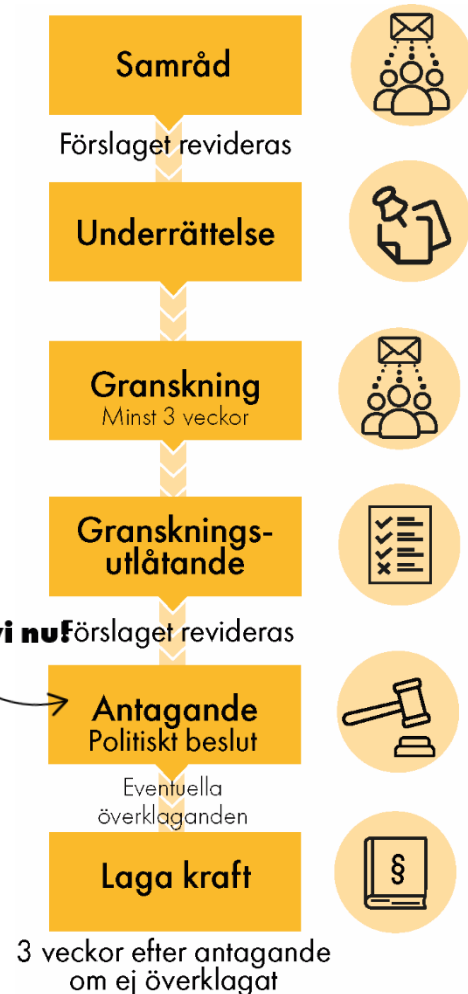 Samråd
Förslaget revideras
Underrättelse
Granskning
Minst 3 veckor
Gransknings-
utlåtande
vi nu!
Förslaget revideras
Antagande
Politiskt beslut
Eventuella
överklaganden
Laga kraft
§
3 veckor efter antagande
om ej överklagat